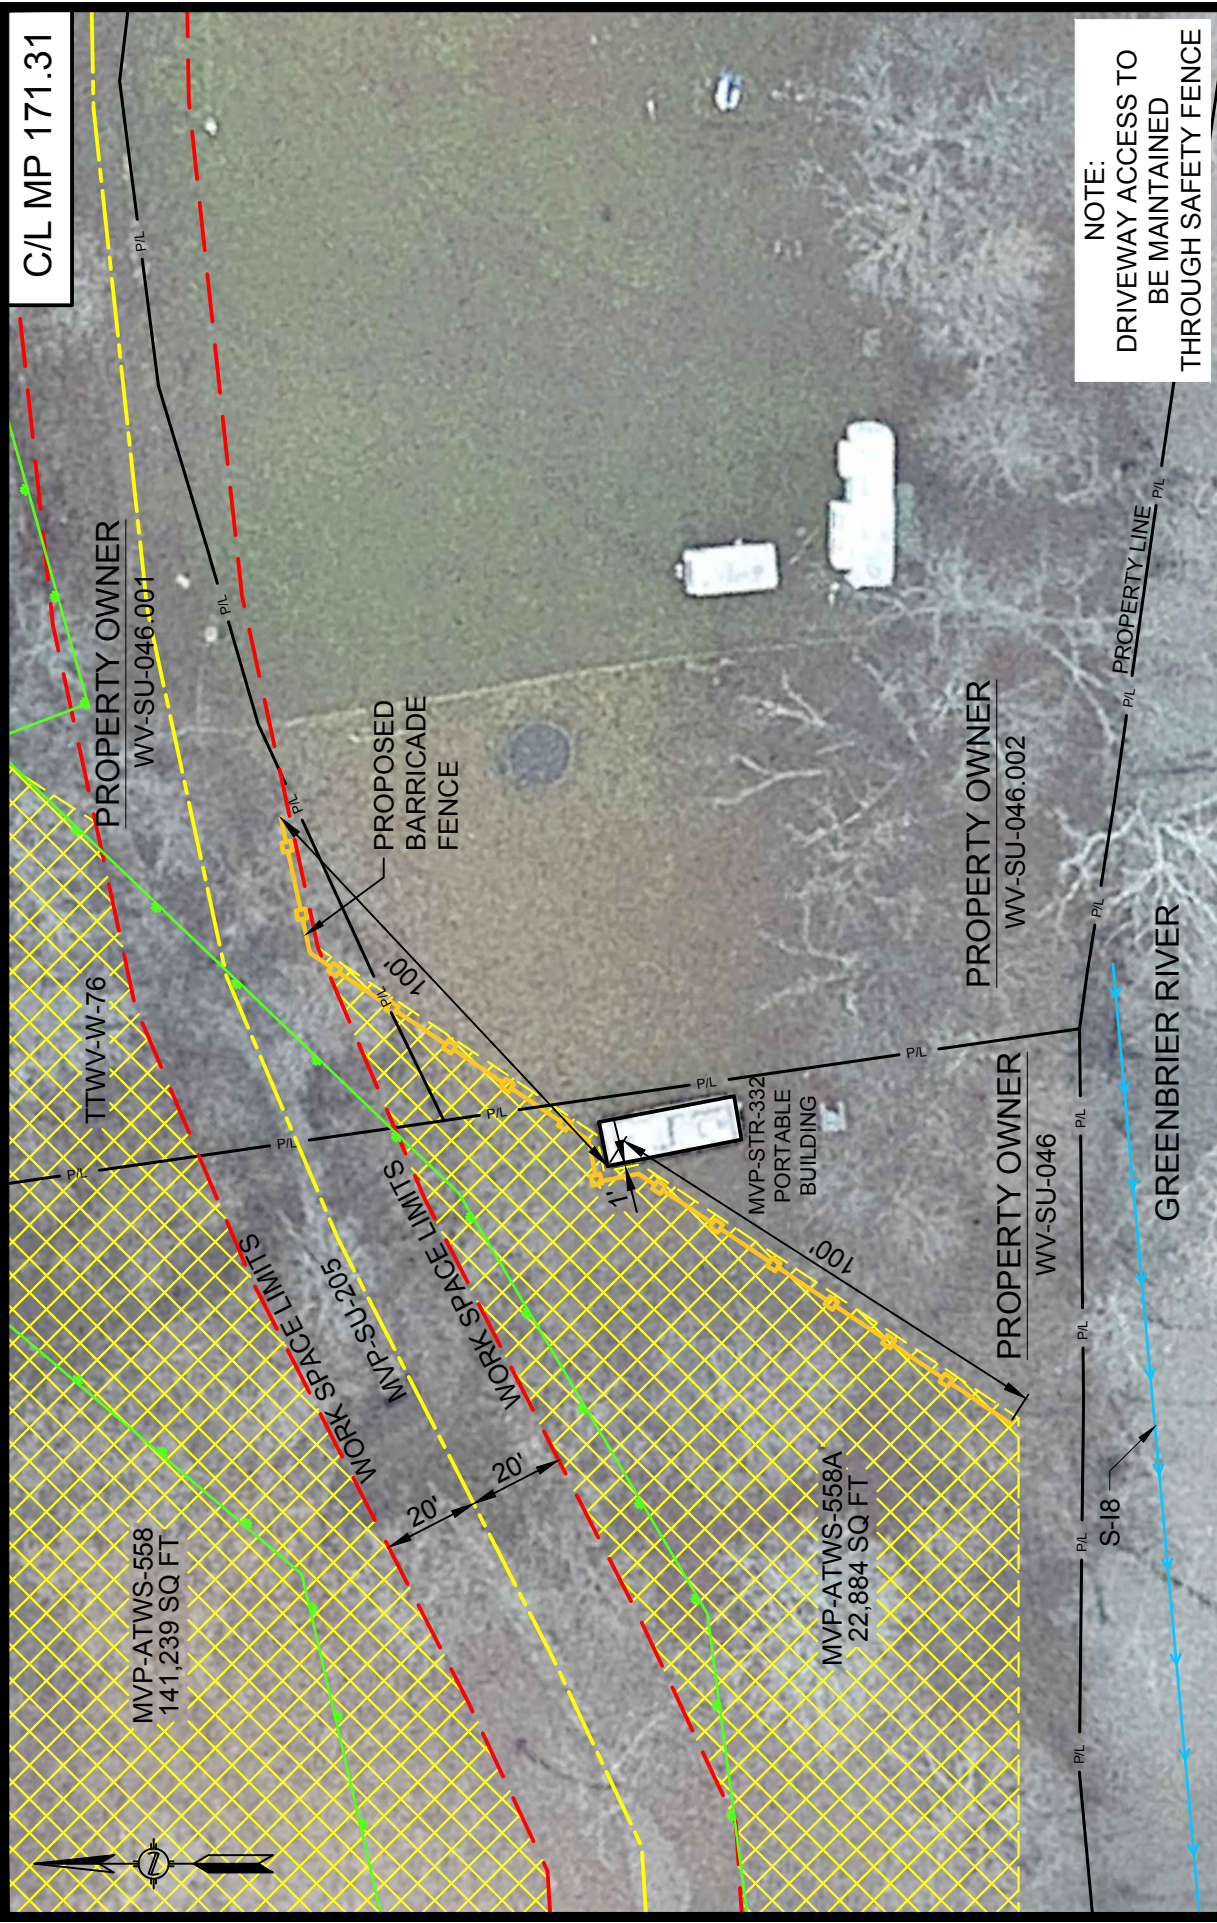 C/L MP 171.31
NOTE:
DRIVEWAY ACCESS TO
BE MAINTAINED
THROUGH SAFETY FENCE
PROPERTY OWNER
WV-SU-046.001
PROPOSED
BARRICADE
FENCE
TTWV-W-76
100'
P/L
P/L
P/L
P/L
P/L
P/L
P/L
P/L
P/L
WORK SPACE LIMITS
MVP-SU-205
WORK SPACE LIMITS
20'
20'
MVP-ATWS-558
141,239 SQ FT
MVP-STR-332
PORTABLE
BUILDING
1'
100'
MVP-ATWS-558A
22,884 SQ FT
PROPERTY OWNER
WV-SU-046.002
PROPERTY OWNER
WV-SU-046
P/L
PROPERTY LINE
P/L
P/L
P/L
P/L
P/L
P/L
GREENBRIER RIVER
S-I8